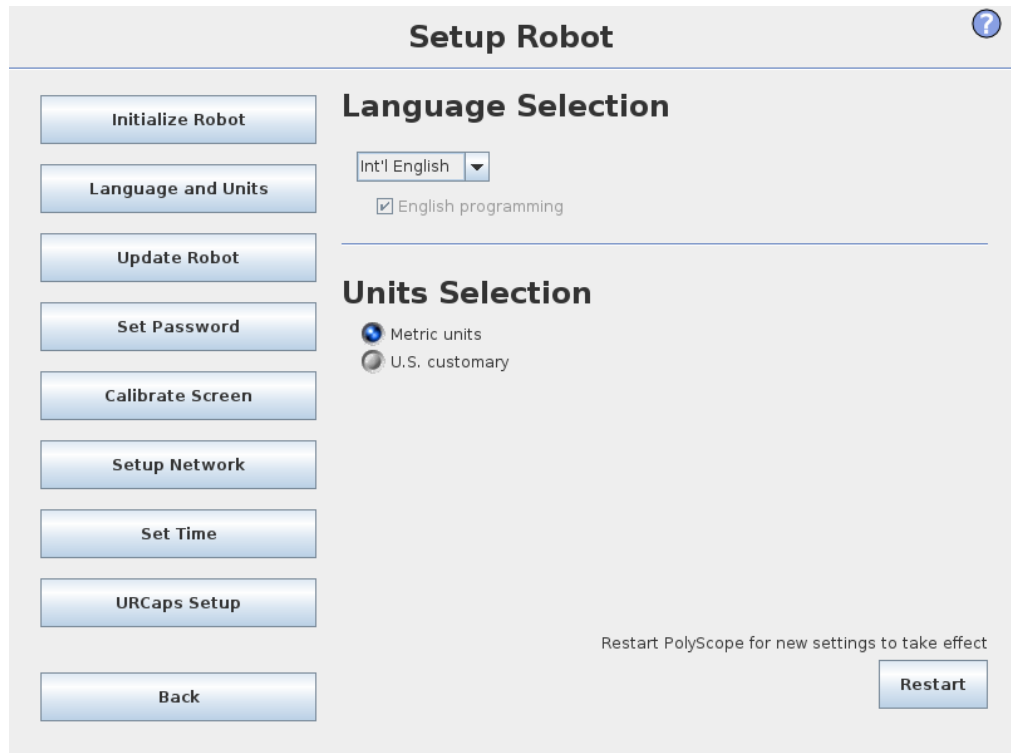 Setup Robot
?
Initialize Robot
Language and Units
Update Robot
Set Password
Calibrate Screen
Setup Network
Set Time
URCaps Setup
Back
Language Selection
Int'l English
English programming
Units Selection
Metric units
U.S. customary
Restart PolyScope for new settings to take effect
Restart